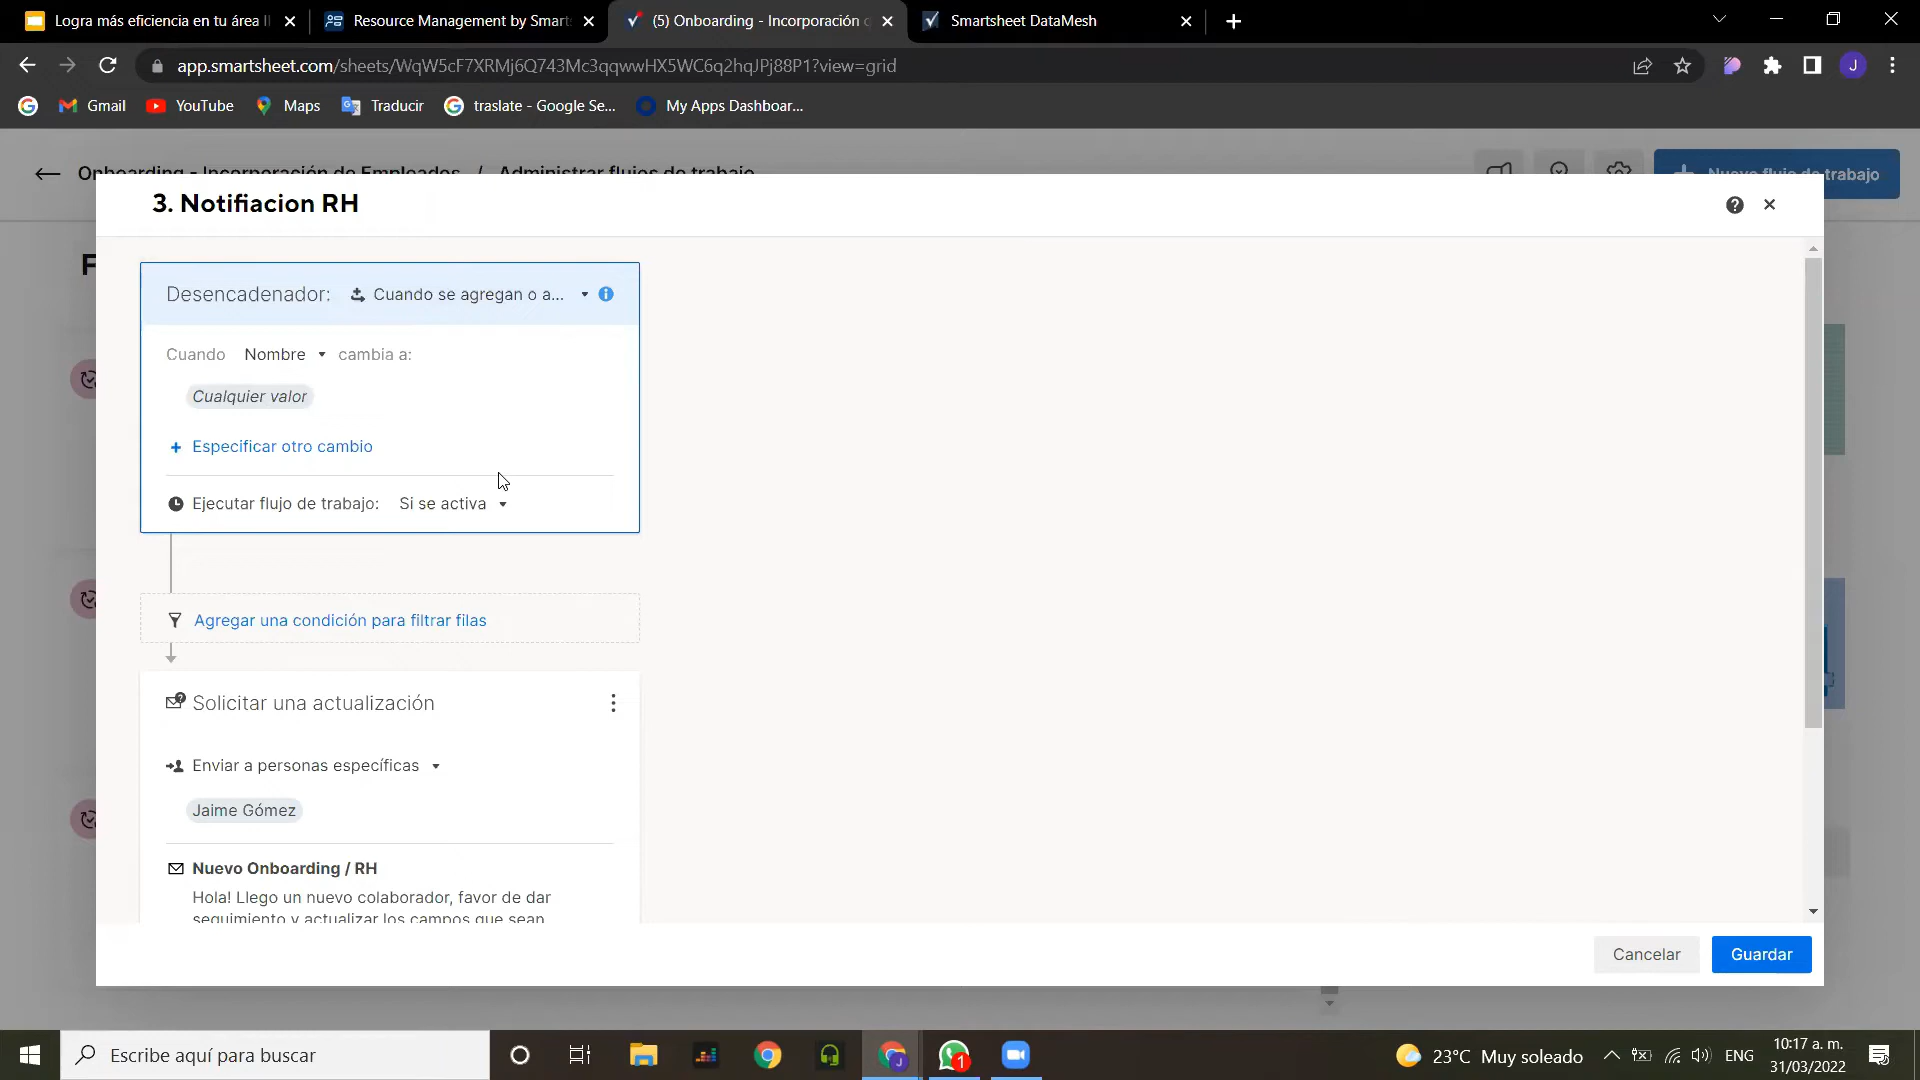 Logra más eficiencia en tu área I
Resource Management by Smart
(5) Onboarding - Incorporación
Smartsheet DataMesh
app.smartsheet.com/sheets/WqW5cF7XRMj6Q743Mc3qqwwHX5WC6q2hqJPj88P1?view=grid
J
Gmail
YouTube
Maps
Traducir
traslate - Google Se...
My Apps Dashboar...
Onboarding - Incorporación de Empleados / Administrar flujos de trabajo
Nuevo flujo de trabajo
3. Notifiacion RH
F
Desencadenador: Cuando se agregan o a...
Cuando Nombre cambia a:
Cualquier valor
+ Especificar otro cambio
Ejecutar flujo de trabajo: Si se activa
Agregar una condición para filtrar filas
Solicitar una actualización
Enviar a personas específicas
Jaime Gómez
Nuevo Onboarding / RH
Hola! Llego un nuevo colaborador, favor de dar
seguimiento y actualizar los campos que sean
Cancelar
Guardar
Escribe aquí para buscar
J
1
23°C Muy soleado
ENG
10:17 a. m.
31/03/2022